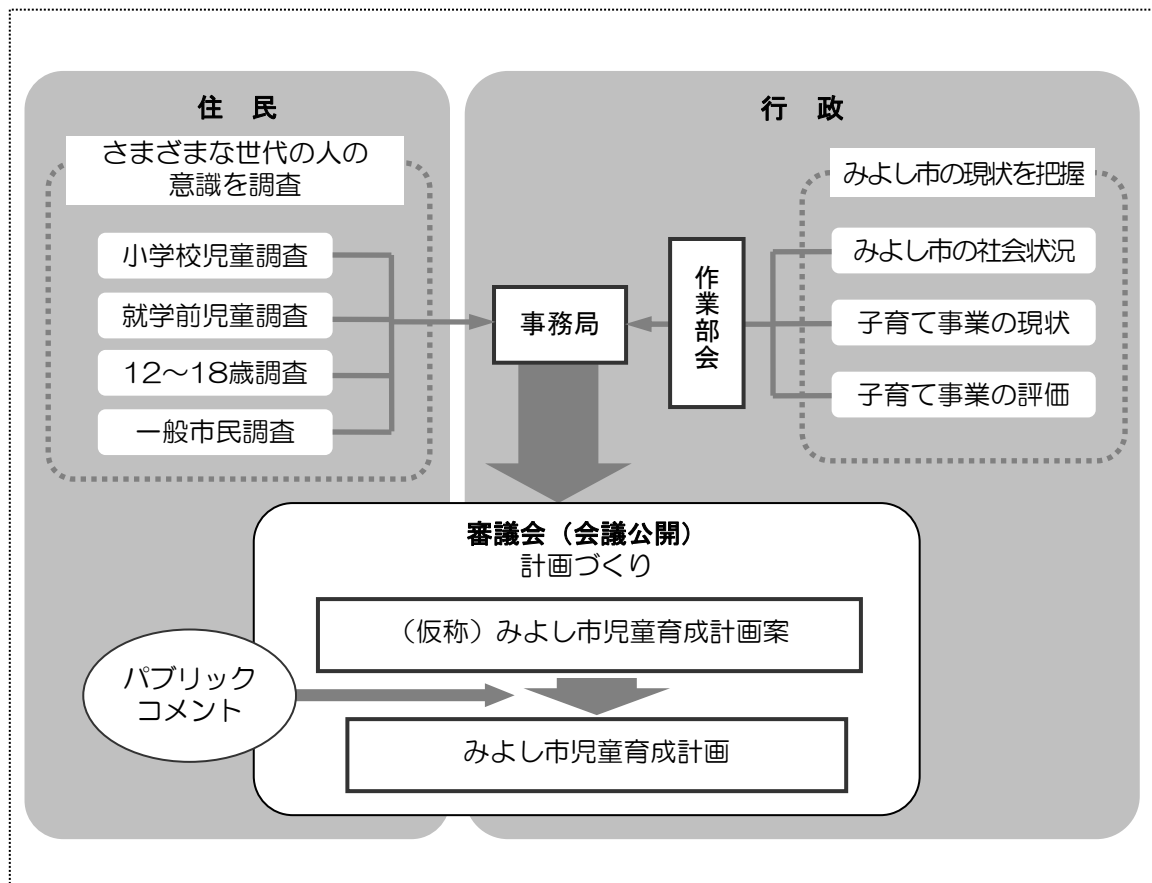 住　民
さまざまな世代の人の
意識を調査
小学校児童調査
就学前児童調査
12～18歳調査
一般市民調査
行　政
みよし市の現状を把握
みよし市の社会状況
子育て事業の現状
子育て事業の評価
作業部会
事務局
審議会（会議公開）
計画づくり
（仮称）みよし市児童育成計画案
パブリック
コメント
みよし市児童育成計画